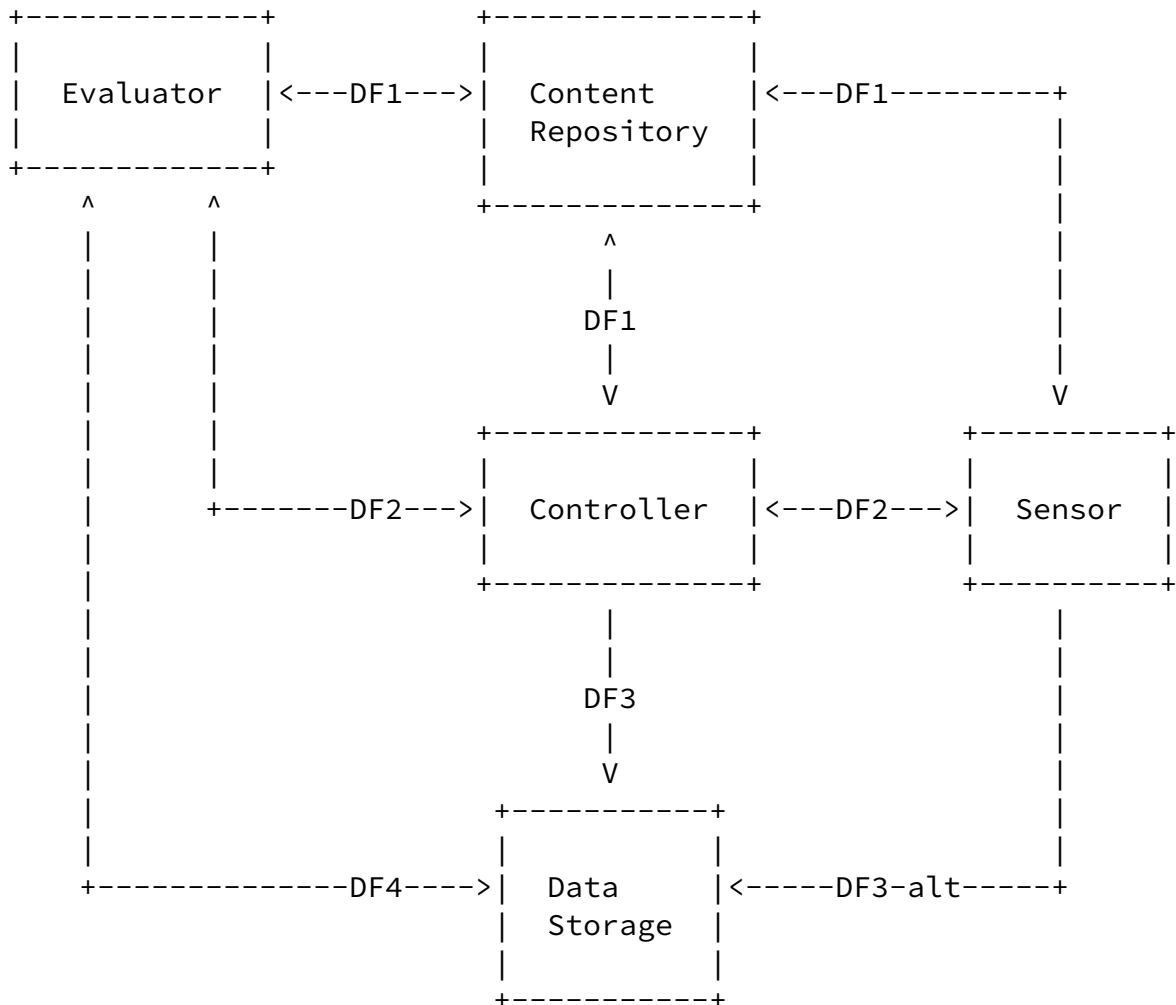 Evaluator <---DF1---> Content <---DF1---------+
Repository
DF1
+-------DF2---> Controller <---DF2---> Sensor
DF3
+--------------DF4----> Data <-----DF3-alt-----+
Storage